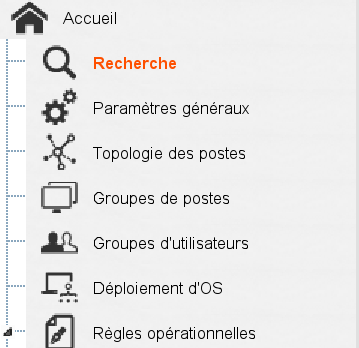 Accueil
Recherche
Paramètres généraux
Topologie des postes
Groupes de postes
Groupes d'utilisateurs
Déploiement d'OS
Règles opérationnelles